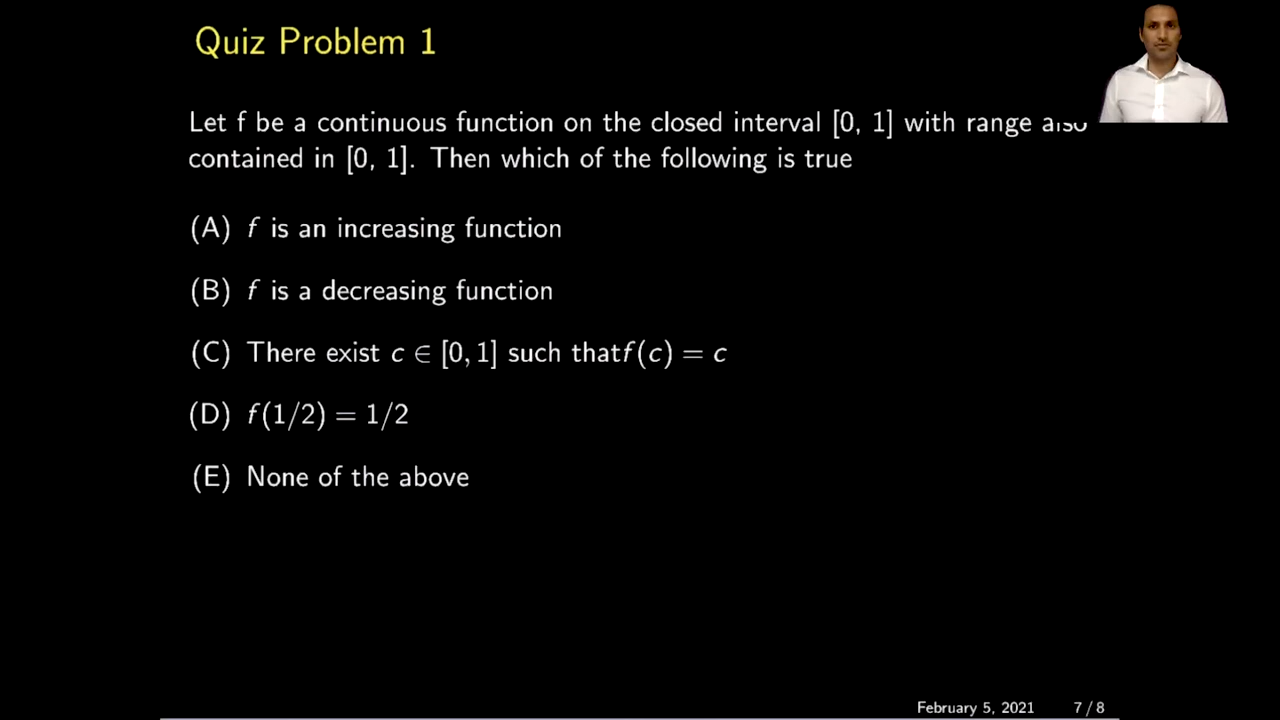 Quiz Problem 1
Let f be a continuous function on the closed interval [0, 1] with range also
contained in [0, 1]. Then which of the following is true
(A) f is an increasing function
(B) f is a decreasing function
(C) There exist c ∈ [0, 1] such thatf(c) = c
(D) f(1/2) = 1/2
(E) None of the above
February 5, 2021 7 / 8